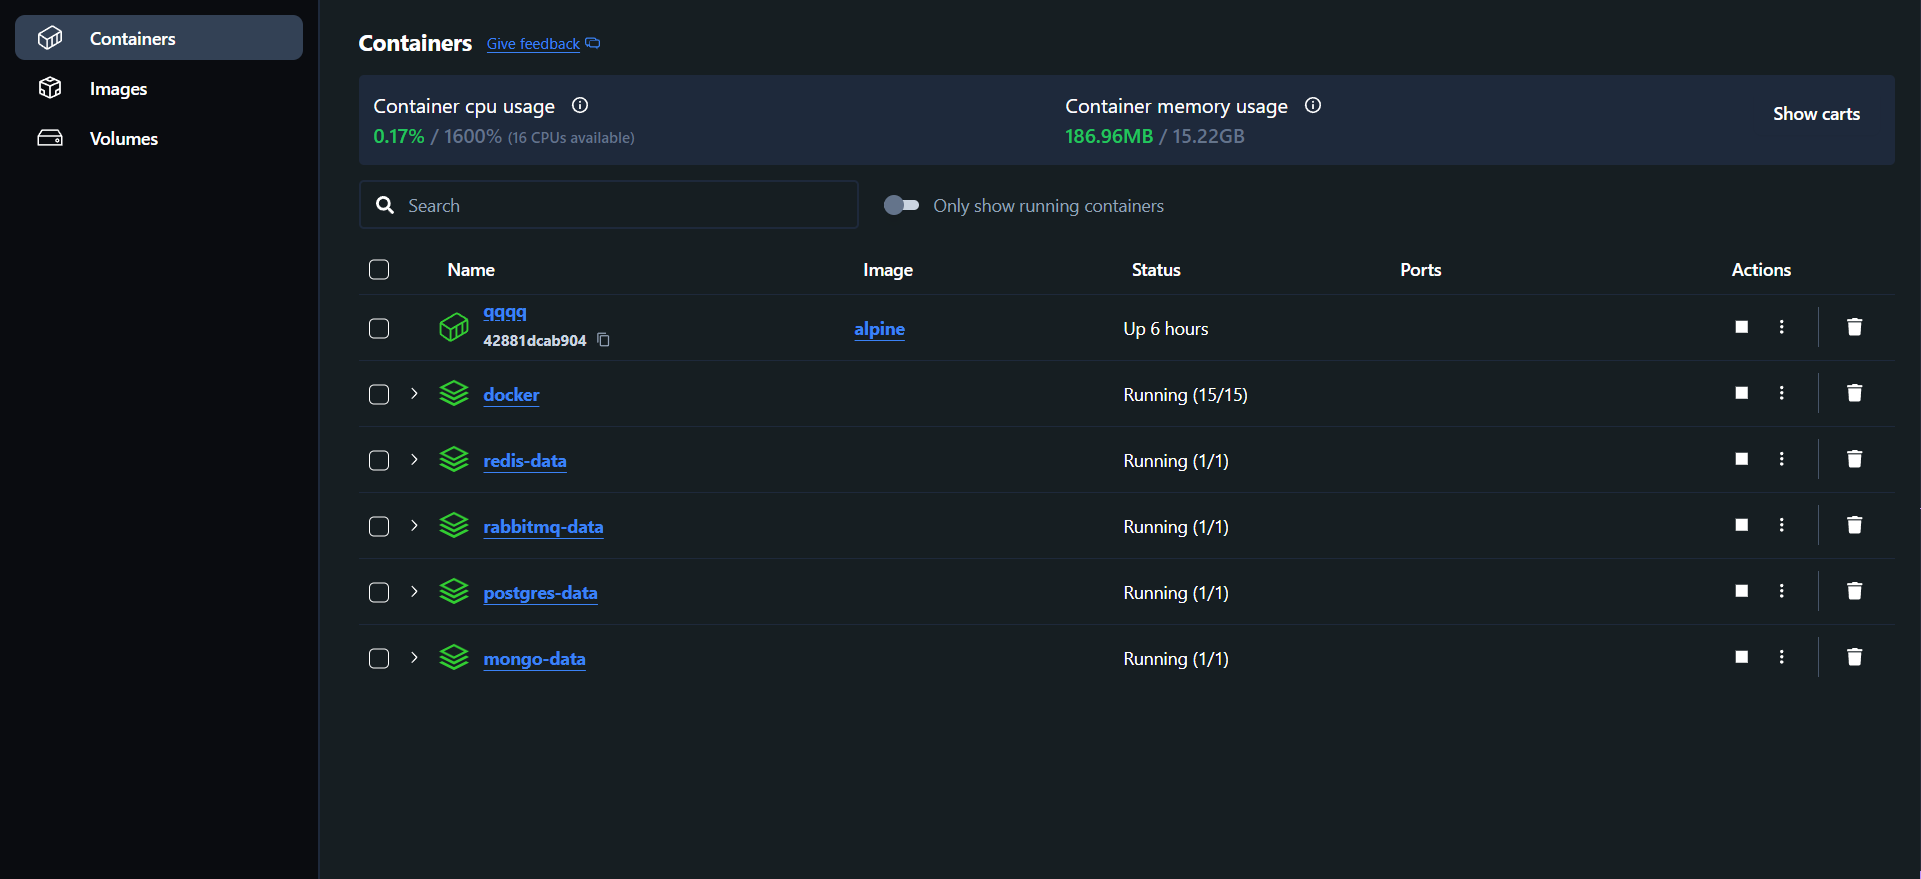 Containers
Images
Volumes
Containers Give feedback
Container cpu usage
0.17% / 1600% (16 CPUs available)
Container memory usage
186.96MB / 15.22GB
Show carts
Search
Only show running containers
Name Image Status Ports Actions
qqqq
42881dcab904
alpine
Up 6 hours
docker Running (15/15)
redis-data Running (1/1)
rabbitmq-data Running (1/1)
postgres-data Running (1/1)
mongo-data Running (1/1)